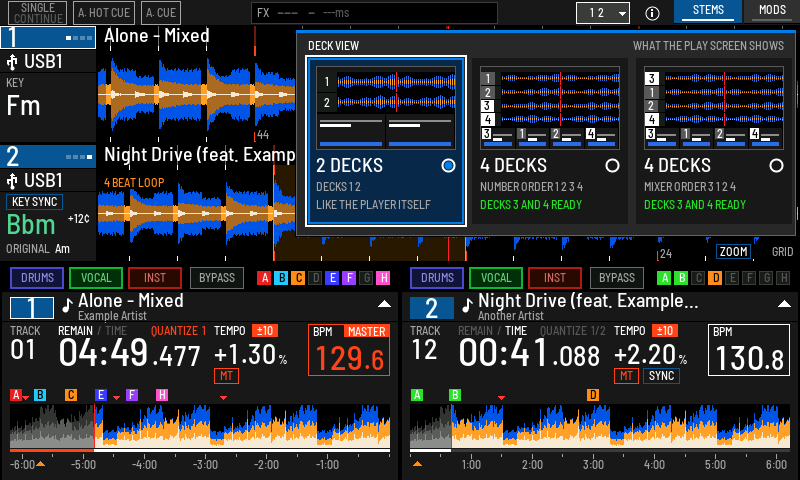 SINGLE
CONTINUE
A. HOT CUE
A. CUE
FX --- - ---ms
1 2
STEMS
MODS
1
USB1
KEY
Fm
Alone - Mixed
44
2
USB1
KEY SYNC
Bbm
+12¢
ORIGINAL Am
Night Drive (feat. Examp
4 BEAT LOOP
24
ZOOM
GRID
DECK VIEW
WHAT THE PLAY SCREEN SHOWS
1
2
2 DECKS
DECKS 1 2
LIKE THE PLAYER ITSELF
1
2
3
4
3 1 2 4
4 DECKS
NUMBER ORDER 1 2 3 4
DECKS 3 AND 4 READY
3
1
2
4
3 1 2 4
4 DECKS
MIXER ORDER 3 1 2 4
DECKS 3 AND 4 READY
DRUMS
VOCAL
INST
BYPASS
A B C D E F G H
DRUMS
VOCAL
INST
BYPASS
A B C D E F G H
1
Alone - Mixed
Example Artist
TRACK
01
REMAIN / TIME
QUANTIZE 1
04:49.477
TEMPO ±10
+1.30%
MT
BPM MASTER
129.6
A B C E F H
-6:00 -5:00 -4:00 -3:00 -2:00 -1:00
2
Night Drive (feat. Example...
Another Artist
TRACK
12
REMAIN / TIME
QUANTIZE 1/2
00:41.088
TEMPO ±10
+2.20%
MT SYNC
BPM
130.8
A B D
1:00 2:00 3:00 4:00 5:00 6:00